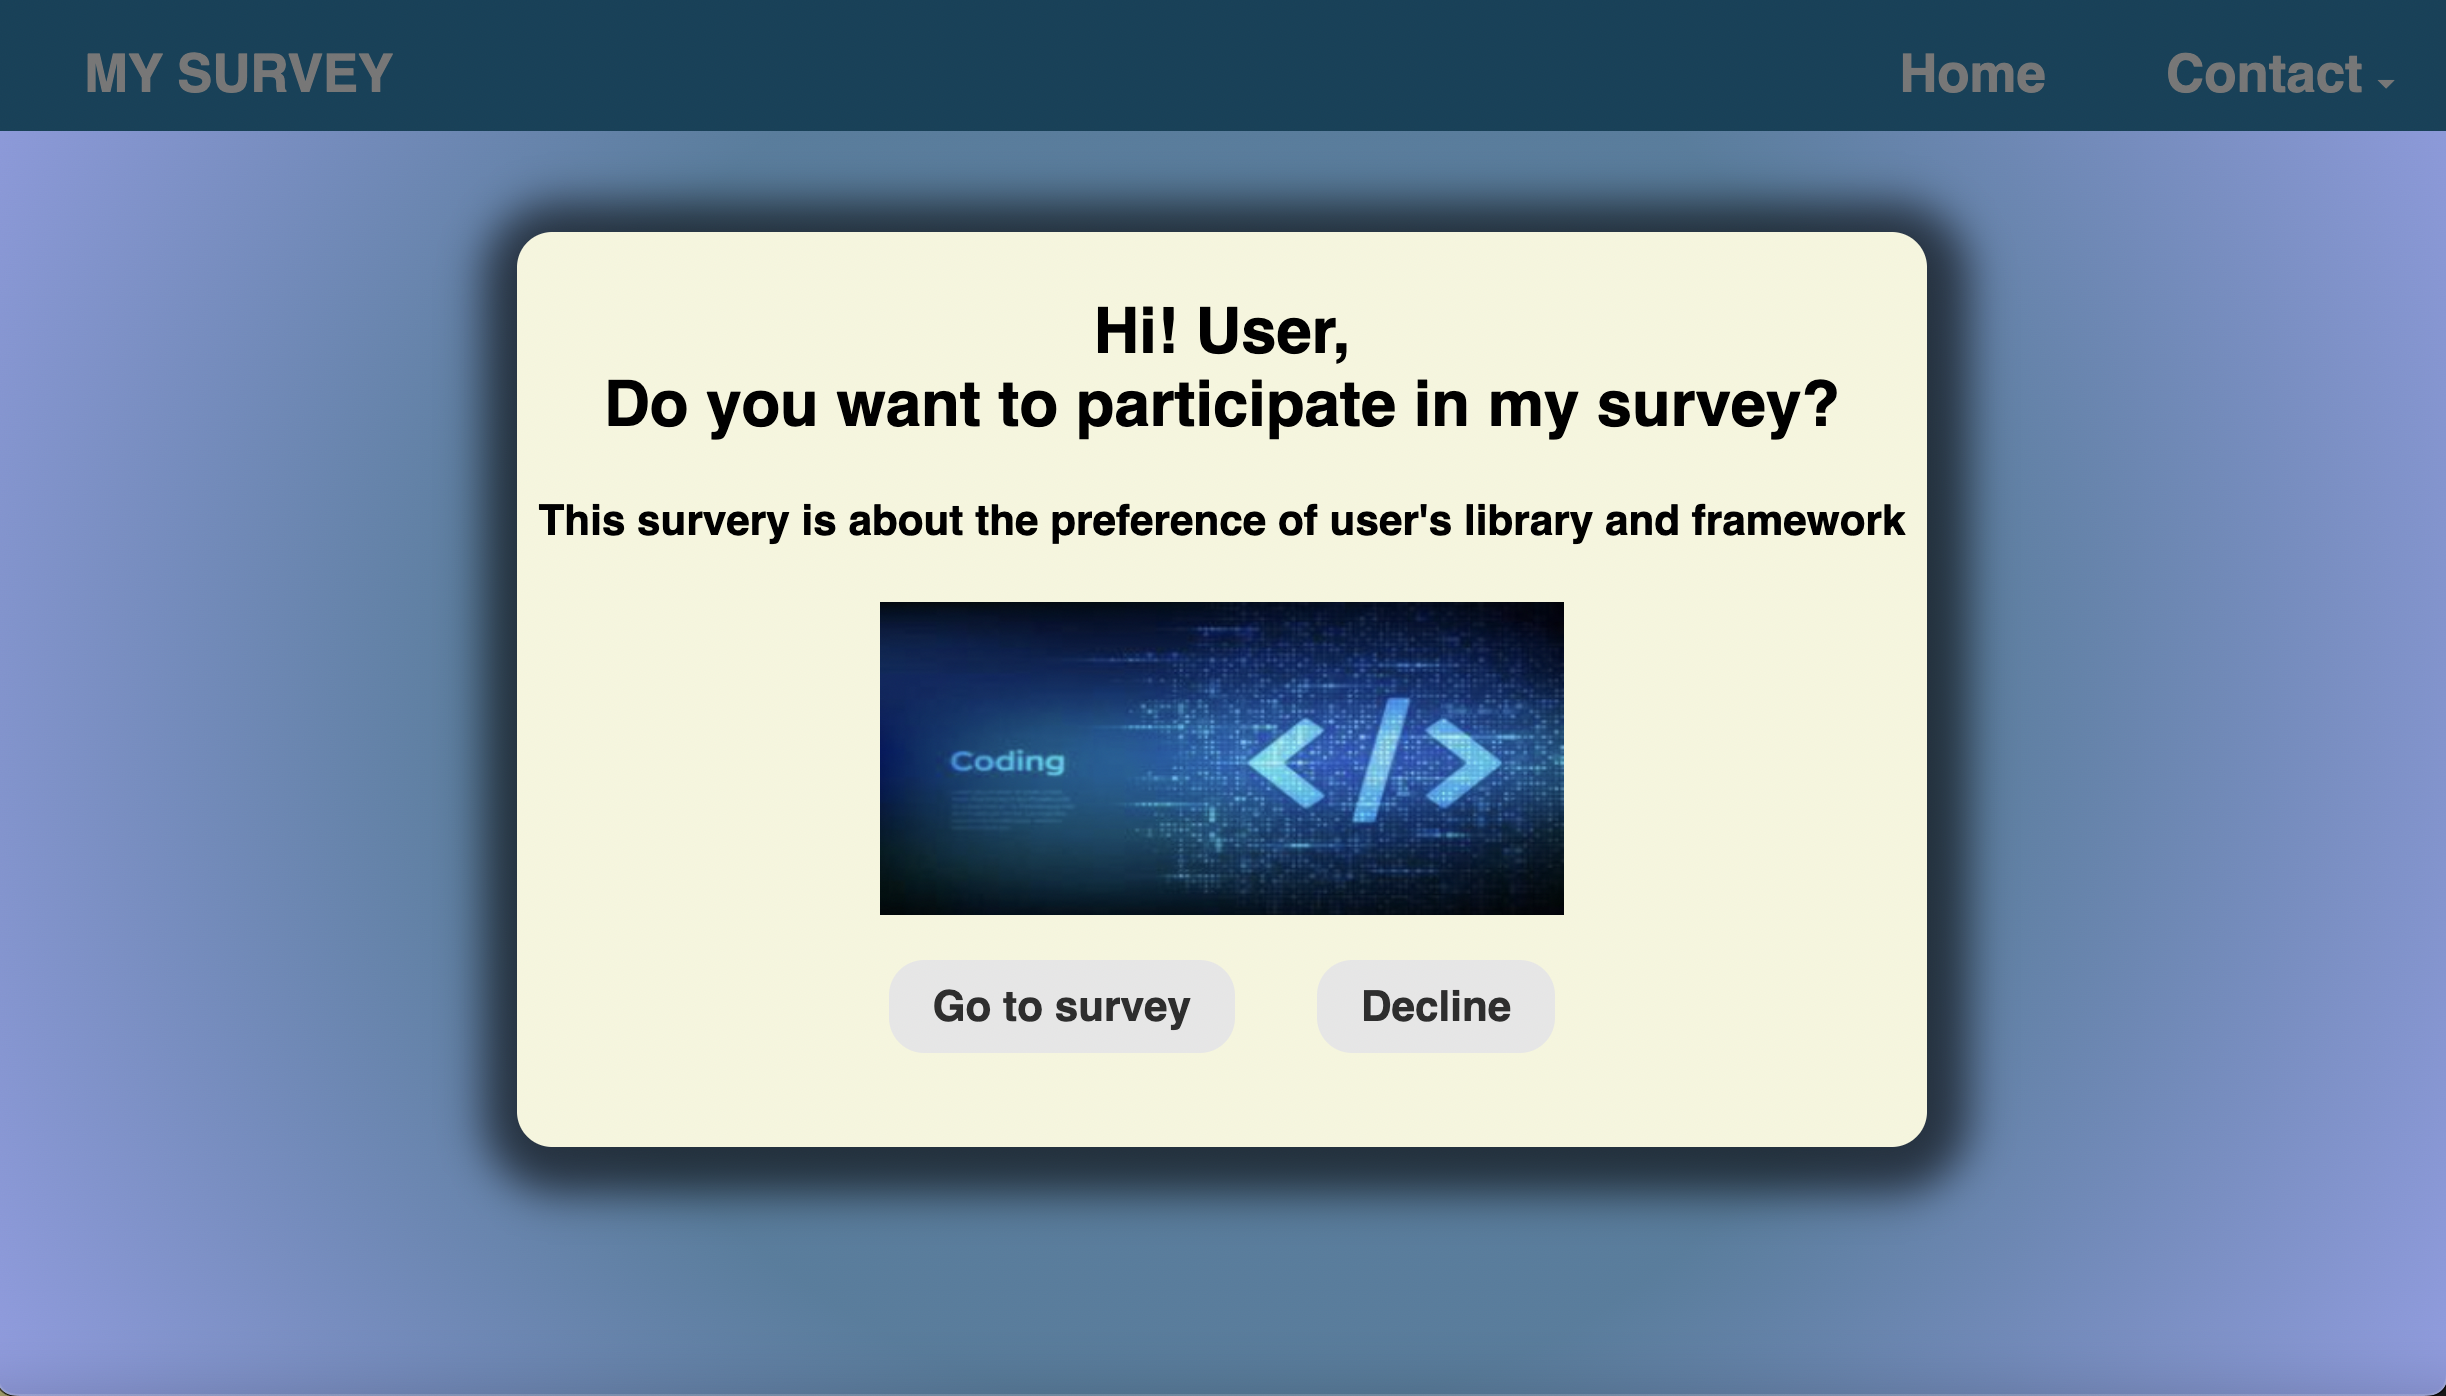 MY SURVEY
Home
Contact
Hi! User,
Do you want to participate in my survey?
This survery is about the preference of user's library and framework
Coding
</>
Go to survey
Decline